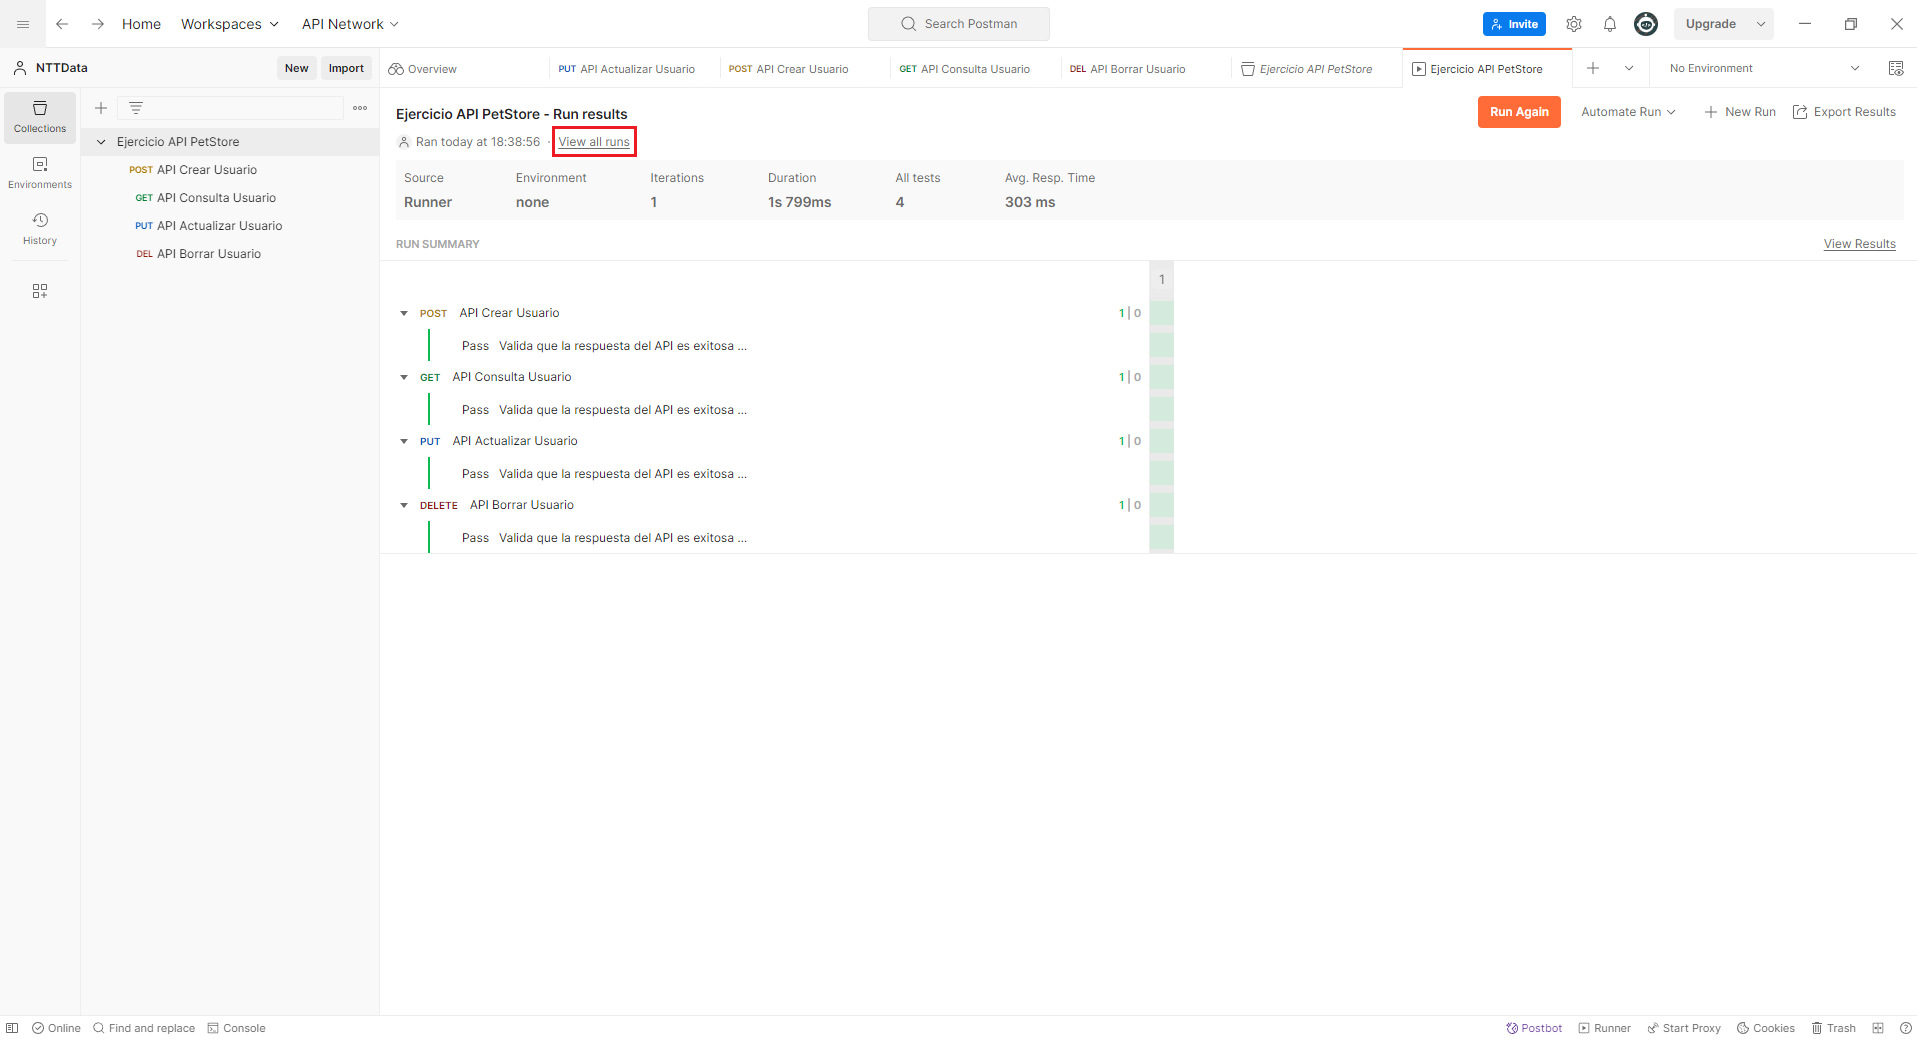 Home Workspaces API Network Search Postman Invite Upgrade
NTTData New Import Overview PUT API Actualizar Usuario POST API Crear Usuario GET API Consulta Usuario DEL API Borrar Usuario Ejercicio API PetStore Ejercicio API PetStore No Environment
Collections
Environments
History
Ejercicio API PetStore
POST API Crear Usuario
GET API Consulta Usuario
PUT API Actualizar Usuario
DEL API Borrar Usuario
Ejercicio API PetStore - Run results
Run Again Automate Run New Run Export Results
Ran today at 18:38:56 · View all runs
Source Environment Iterations Duration All tests Avg. Resp. Time
Runner none 1 1s 799ms 4 303 ms
RUN SUMMARY View Results
1
POST API Crear Usuario 1 | 0
Pass Valida que la respuesta del API es exitosa ...
GET API Consulta Usuario 1 | 0
Pass Valida que la respuesta del API es exitosa ...
PUT API Actualizar Usuario 1 | 0
Pass Valida que la respuesta del API es exitosa ...
DELETE API Borrar Usuario 1 | 0
Pass Valida que la respuesta del API es exitosa ...
Online Find and replace Console Postbot Runner Start Proxy Cookies Trash